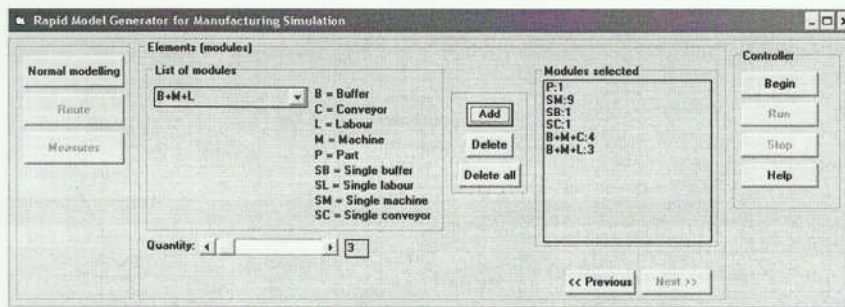 Rapid Model Generator for Manufacturing Simulation
Normal modelling
Route
Measures
Elements (modules)
List of modules
B+M+L
B = Buffer
C = Conveyor
L = Labour
M = Machine
P = Part
SB = Single buffer
SL = Single labour
SM = Single machine
SC = Single conveyor
Quantity:
3
Add
Delete
Delete all
Modules selected
P:1
SM:9
SB:1
SC:1
B+M+C:4
B+M+L:3
<< Previous
Next >>
Controller
Begin
Run
Stop
Help